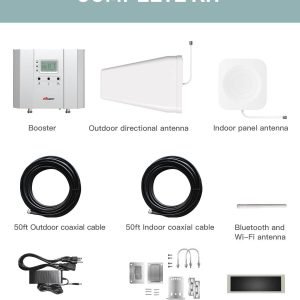 COMPLETE KIT
Booster
Outdoor directional antenna
Indoor panel antenna
50ft Outdoor coaxial cable
50ft Indoor coaxial cable
Bluetooth and
Wi-Fi antenna